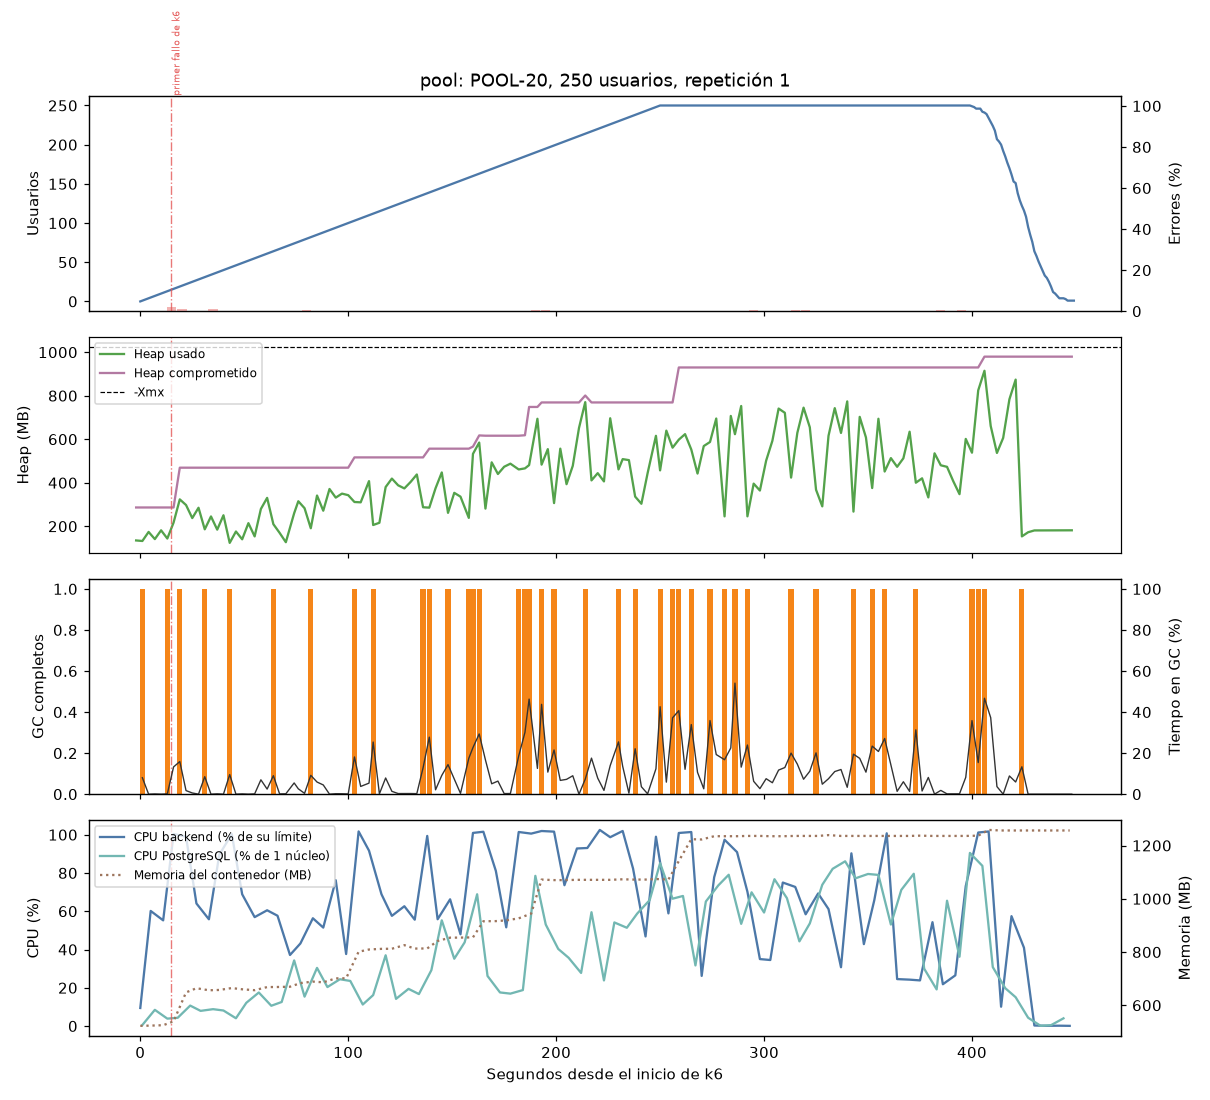 primer fallo de k6
pool: POOL-20, 250 usuarios, repetición 1
Usuarios
250
200
150
100
50
0
Errores (%)
100
80
60
40
20
0
Heap (MB)
1000
800
600
400
200
Heap usado
Heap comprometido
-Xmx
GC completos
1.0
0.8
0.6
0.4
0.2
0.0
Tiempo en GC (%)
100
80
60
40
20
0
CPU (%)
100
80
60
40
20
0
CPU backend (% de su límite)
CPU PostgreSQL (% de 1 núcleo)
Memoria del contenedor (MB)
Memoria (MB)
1200
1000
800
600
0
100
200
300
400
Segundos desde el inicio de k6